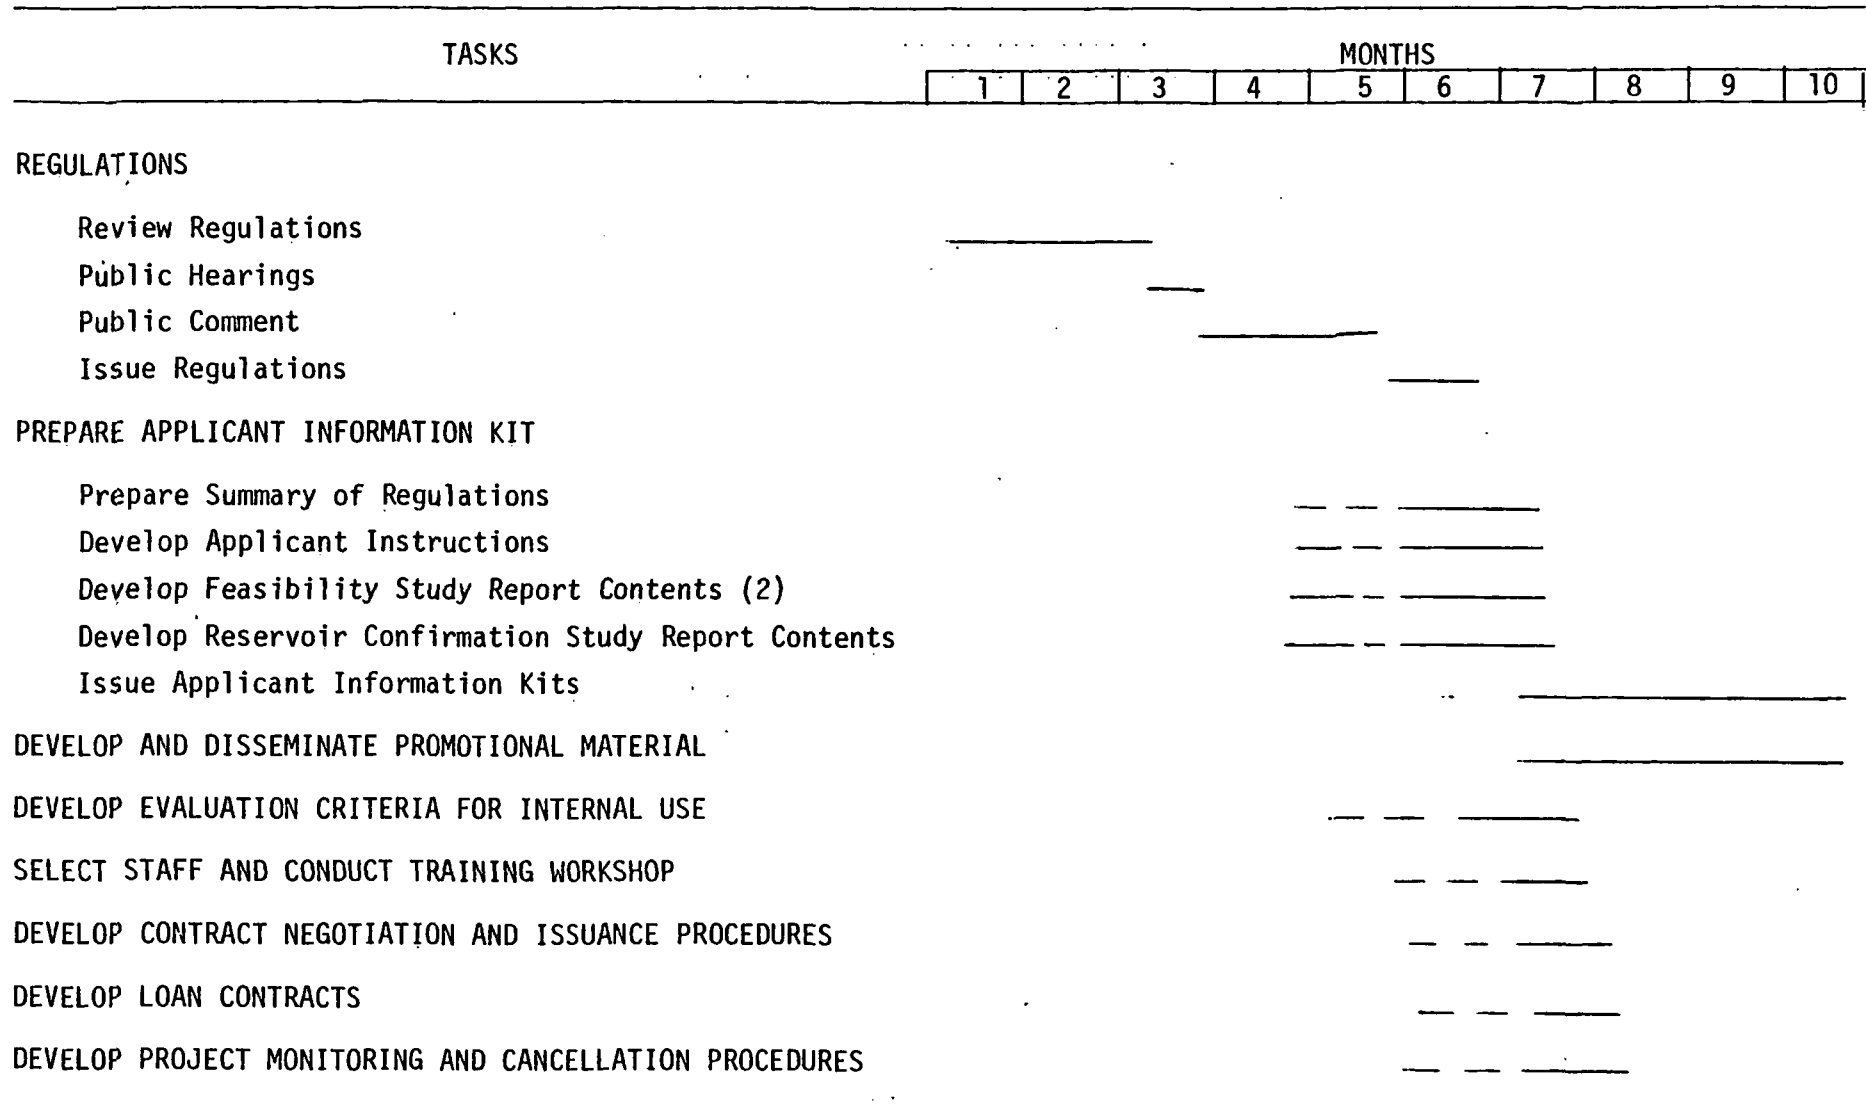 TASKS MONTHS
1 2 3 4 5 6 7 8 9 10
REGULATIONS
Review Regulations
Public Hearings
Public Comment
Issue Regulations
PREPARE APPLICANT INFORMATION KIT
Prepare Summary of Regulations
Develop Applicant Instructions
Develop Feasibility Study Report Contents (2)
Develop Reservoir Confirmation Study Report Contents
Issue Applicant Information Kits
DEVELOP AND DISSEMINATE PROMOTIONAL MATERIAL
DEVELOP EVALUATION CRITERIA FOR INTERNAL USE
SELECT STAFF AND CONDUCT TRAINING WORKSHOP
DEVELOP CONTRACT NEGOTIATION AND ISSUANCE PROCEDURES
DEVELOP LOAN CONTRACTS
DEVELOP PROJECT MONITORING AND CANCELLATION PROCEDURES